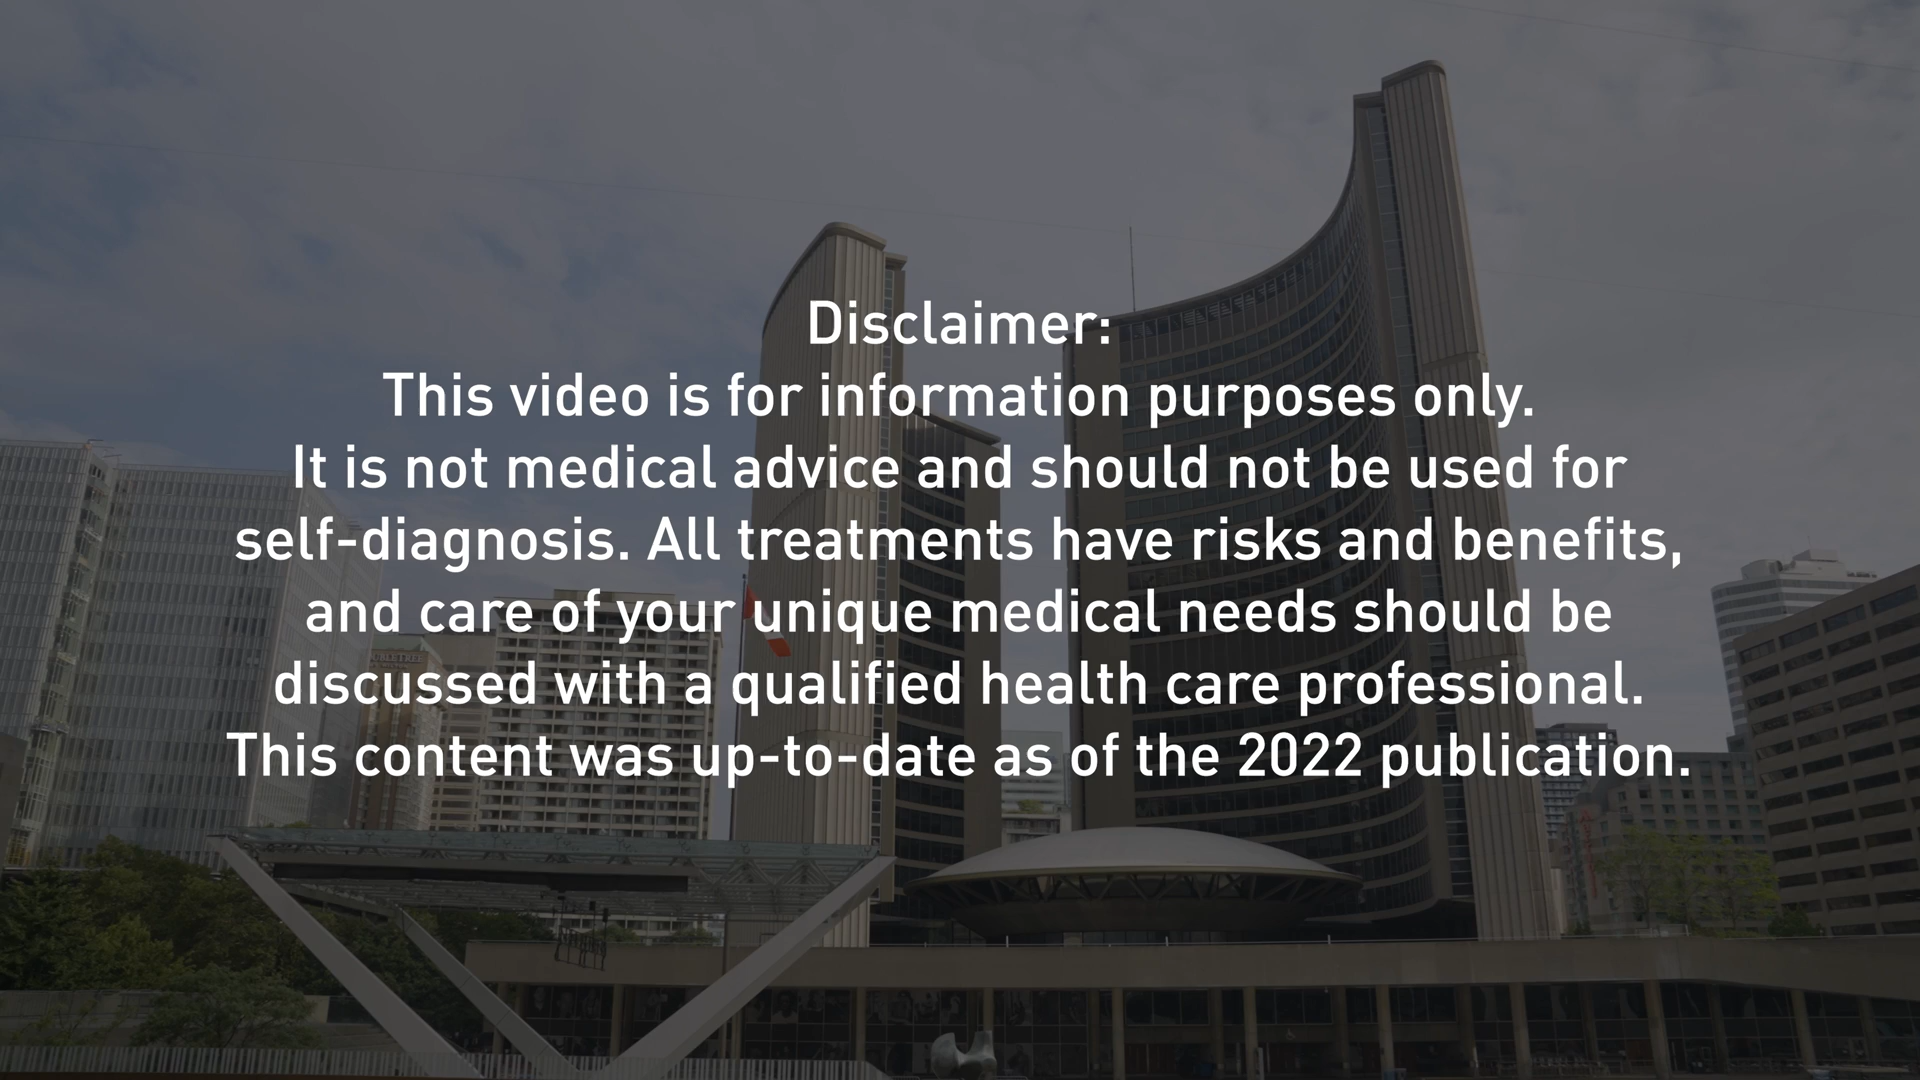 Disclaimer:
This video is for information purposes only.
It is not medical advice and should not be used for
self-diagnosis. All treatments have risks and benefits,
and care of your unique medical needs should be
discussed with a qualified health care professional.
This content was up-to-date as of the 2022 publication.